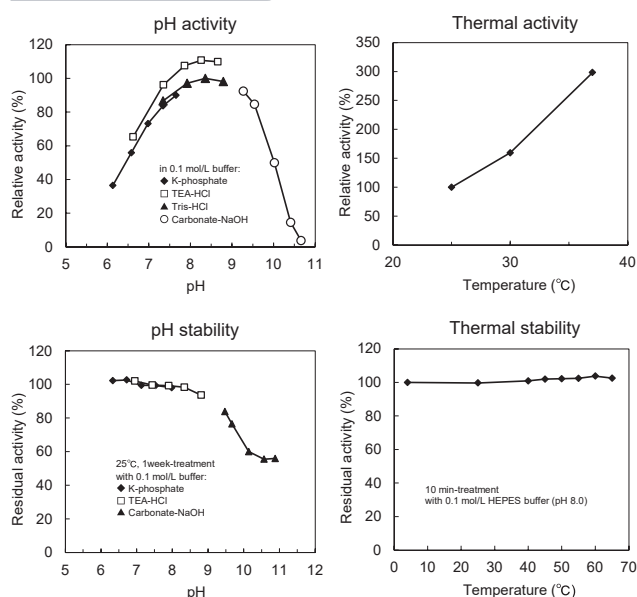 pH activity
120
100
80
60
40
20
0
Relative activity (%)
in 0.1 mol/L buffer:
K-phosphate
TEA-HCl
Tris-HCl
Carbonate-NaOH
5 6 7 8 9 10 11
pH
Thermal activity
350
300
250
200
150
100
50
0
Relative activity (%)
20 30 40
Temperature (℃)
pH stability
120
100
80
60
40
20
0
Residual activity (%)
25℃, 1week-treatment
with 0.1 mol/L buffer:
K-phosphate
TEA-HCl
Carbonate-NaOH
5 6 7 8 9 10 11 12
pH
Thermal stability
120
100
80
60
40
20
0
Residual activity (%)
10 min-treatment
with 0.1 mol/L HEPES buffer (pH 8.0)
0 10 20 30 40 50 60 70
Temperature (℃)